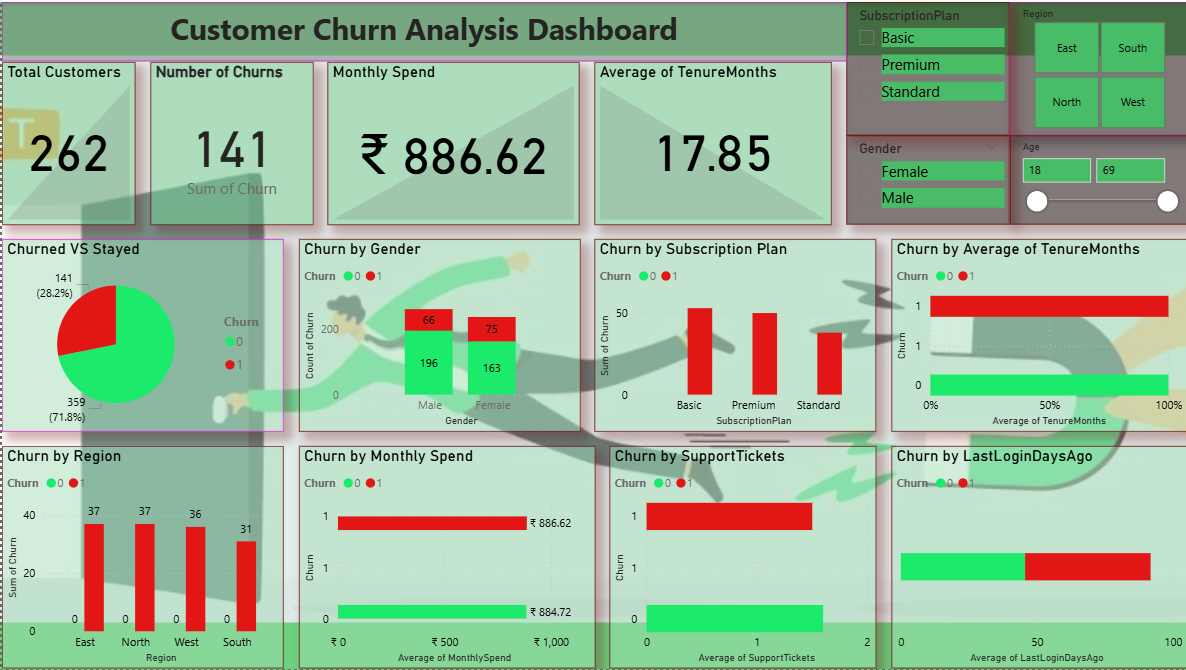 Customer Churn Analysis Dashboard
SubscriptionPlan
Basic
Premium
Standard
Region
East
South
North
West
Total Customers
262
Number of Churns
141
Sum of Churn
Monthly Spend
₹ 886.62
Average of TenureMonths
17.85
Gender
Female
Male
Age
18
69
T
Churned VS Stayed
141
(28.2%)
359
(71.8%)
Churn
0
1
Churn by Gender
Churn 0 1
Count of Churn
200
0
66
196
75
163
Male
Female
Gender
Churn by Subscription Plan
Churn 0 1
Sum of Churn
50
0
Basic
Premium
Standard
SubscriptionPlan
Churn by Average of TenureMonths
Churn 0 1
Churn
1
1
0
0% 50% 100%
Average of TenureMonths
Churn by Region
Churn 0 1
Sum of Churn
40
20
0
37
37
36
31
0
0
0
0
East
North
West
South
Region
Churn by Monthly Spend
Churn 0 1
Churn
1
0
₹ 886.62
₹ 884.72
₹ 0 ₹ 500 ₹ 1,000
Average of MonthlySpend
Churn by SupportTickets
Churn 0 1
Churn
1
0
0 1 2
Average of SupportTickets
Churn by LastLoginDaysAgo
Churn 0 1
0 50 100
Average of LastLoginDaysAgo